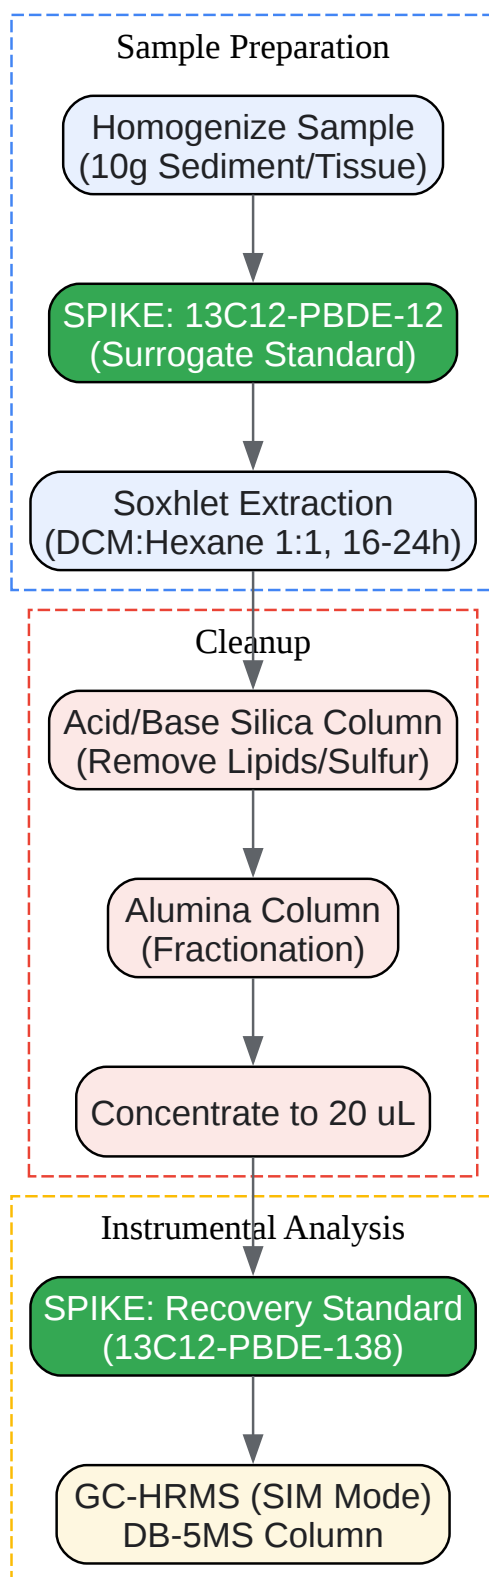 Sample Preparation
Homogenize Sample
(10g Sediment/Tissue)
SPIKE: 13C12-PBDE-12
(Surrogate Standard)
Soxhlet Extraction
(DCM:Hexane 1:1, 16-24h)
Cleanup
Acid/Base Silica Column
(Remove Lipids/Sulfur)
Alumina Column
(Fractionation)
Concentrate to 20 uL
Instrumental Analysis
SPIKE: Recovery Standard
(13C12-PBDE-138)
GC-HRMS (SIM Mode)
DB-5MS Column